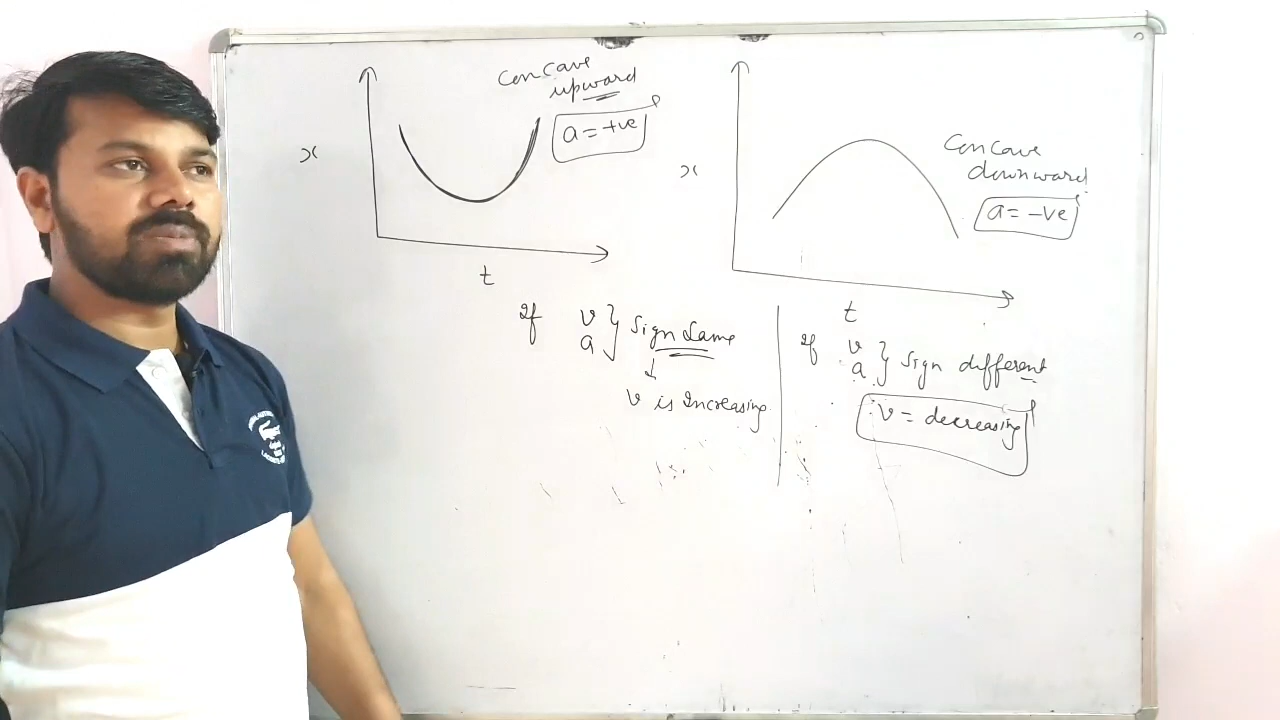 Concave
upward
a = +ve
x
t
Concave
downward
a = -ve
x
t
If v
a } Sign Same
↓
v is Increasing
If v
a } Sign different
v = decreasing